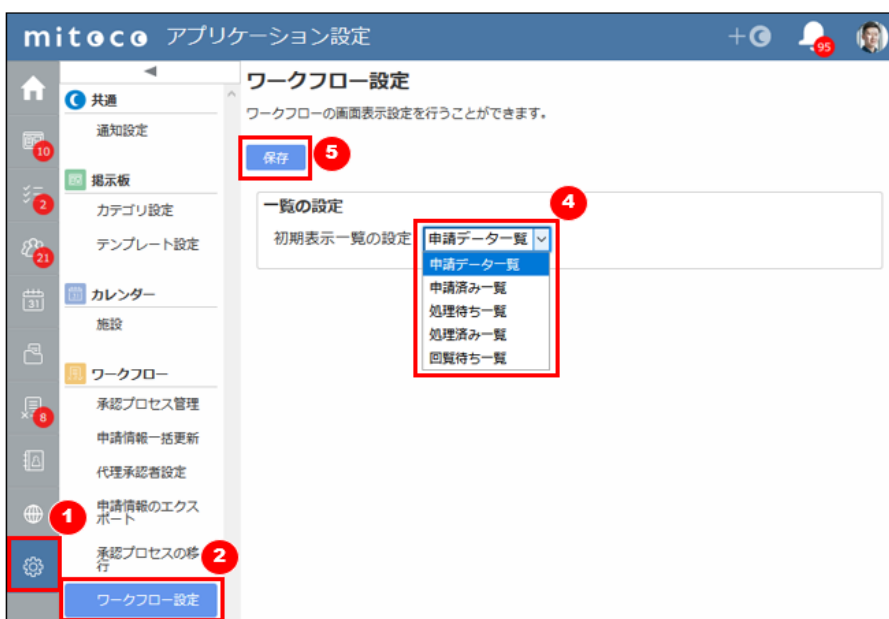 mitoco アプリケーション設定
95
ワークフロー設定
ワークフローの画面表示設定を行うことができます。
保存
5
一覧の設定
4
初期表示一覧の設定
申請データ一覧
申請データ一覧
申請済み一覧
処理待ち一覧
処理済み一覧
回覧待ち一覧
共通
通知設定
掲示板
カテゴリ設定
テンプレート設定
カレンダー
施設
ワークフロー
承認プロセス管理
申請情報一括更新
代理承認者設定
申請情報のエクス
ポート
承認プロセスの移
行
ワークフロー設定
10
2
21
31
8
1
2